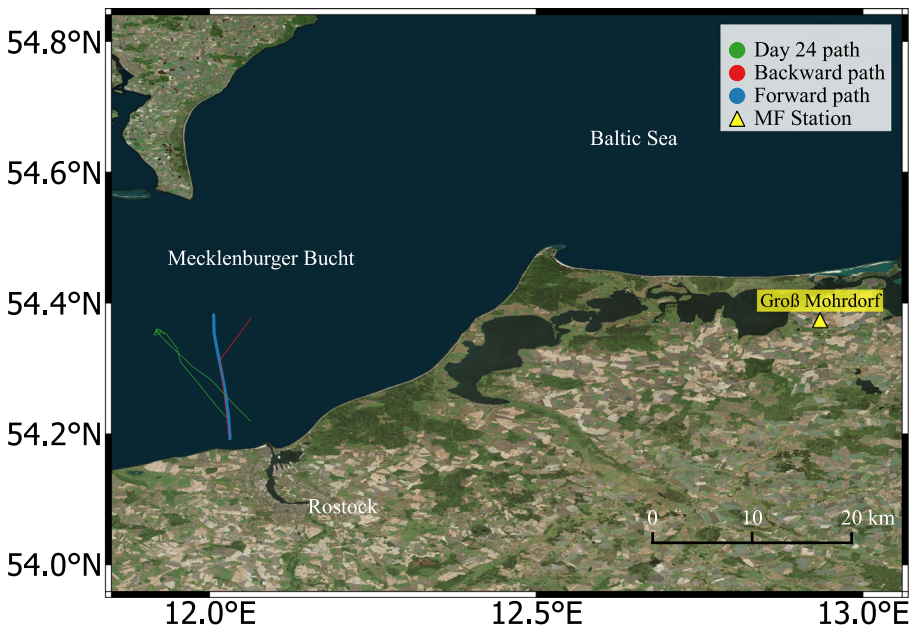 54.8°N
54.6°N
54.4°N
54.2°N
54.0°N
12.0°E
12.5°E
13.0°E
Day 24 path
Backward path
Forward path
MF Station
Baltic Sea
Mecklenburger Bucht
Groß Mohrdorf
Rostock
0 10 20 km